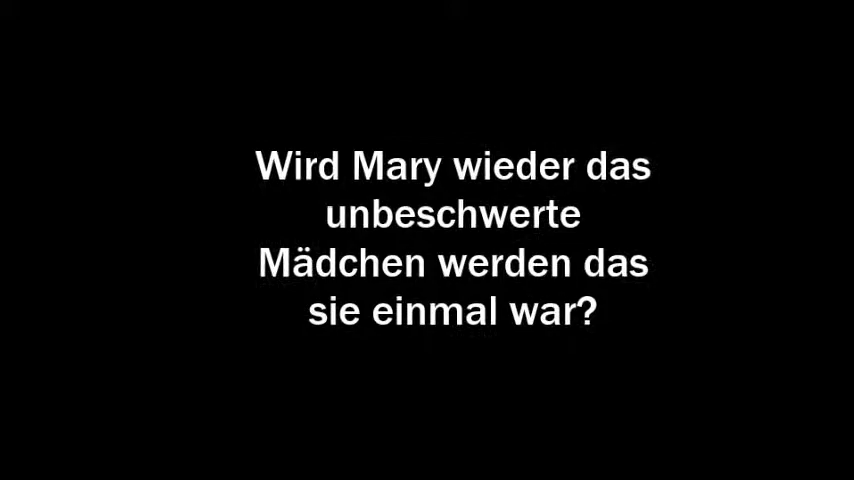 Wird Mary wieder das
unbeschwerte
Mädchen werden das
sie einmal war?